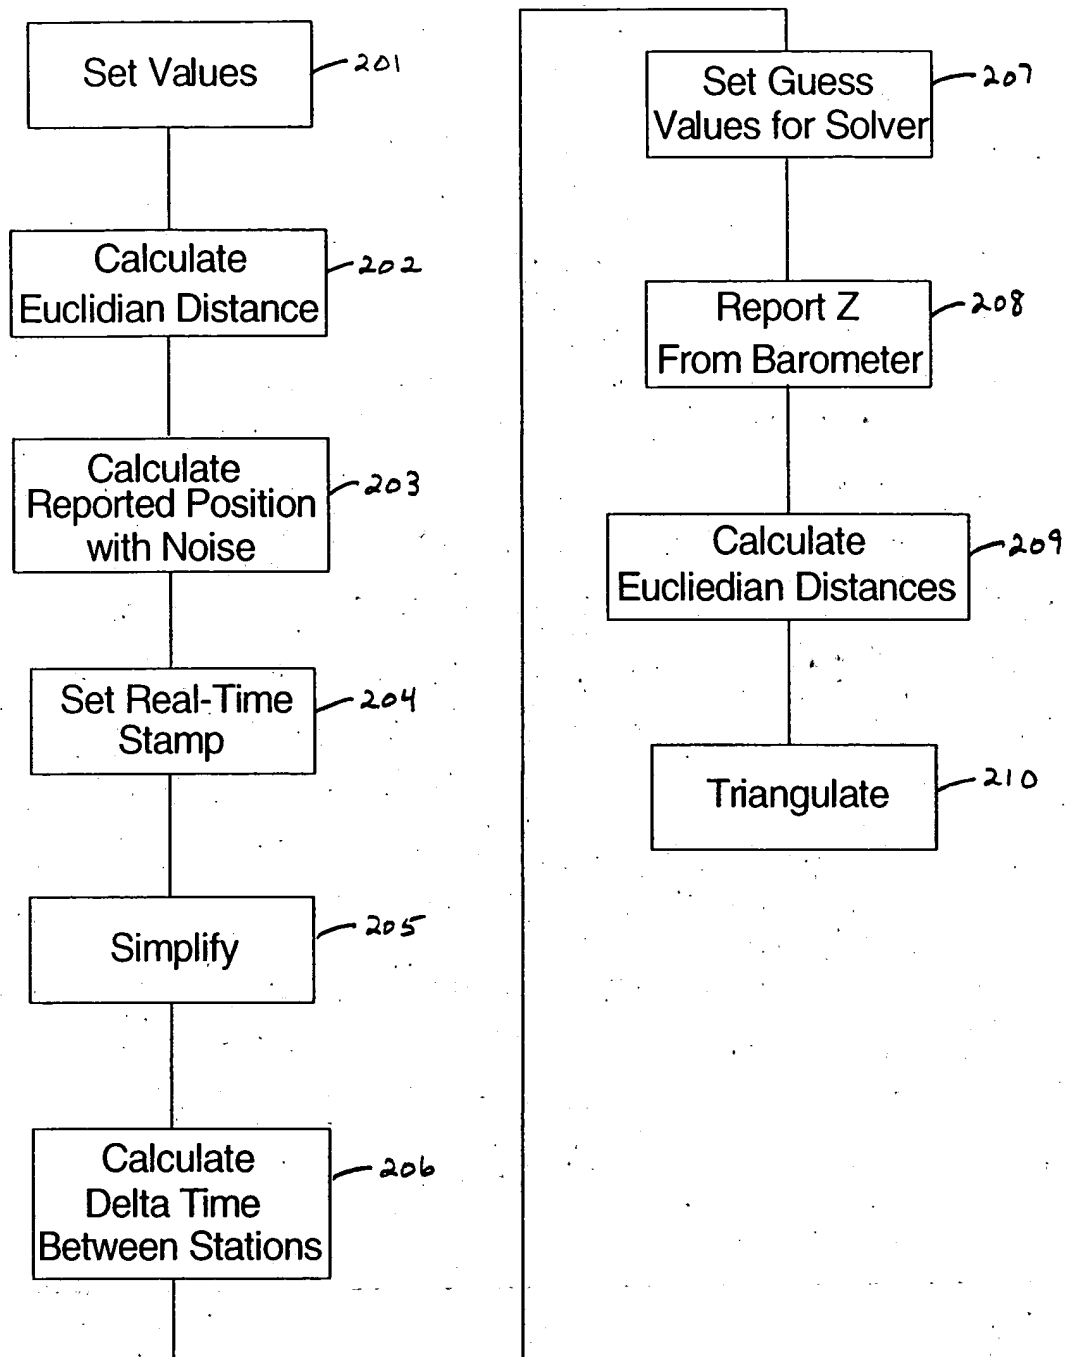 Set Values
201
Calculate
Euclidian Distance
202
Calculate
Reported Position
with Noise
203
Set Real-Time
Stamp
204
Simplify
205
Calculate
Delta Time
Between Stations
206
Set Guess
Values for Solver
207
Report Z
From Barometer
208
Calculate
Eucliedian Distances
209
Triangulate
210